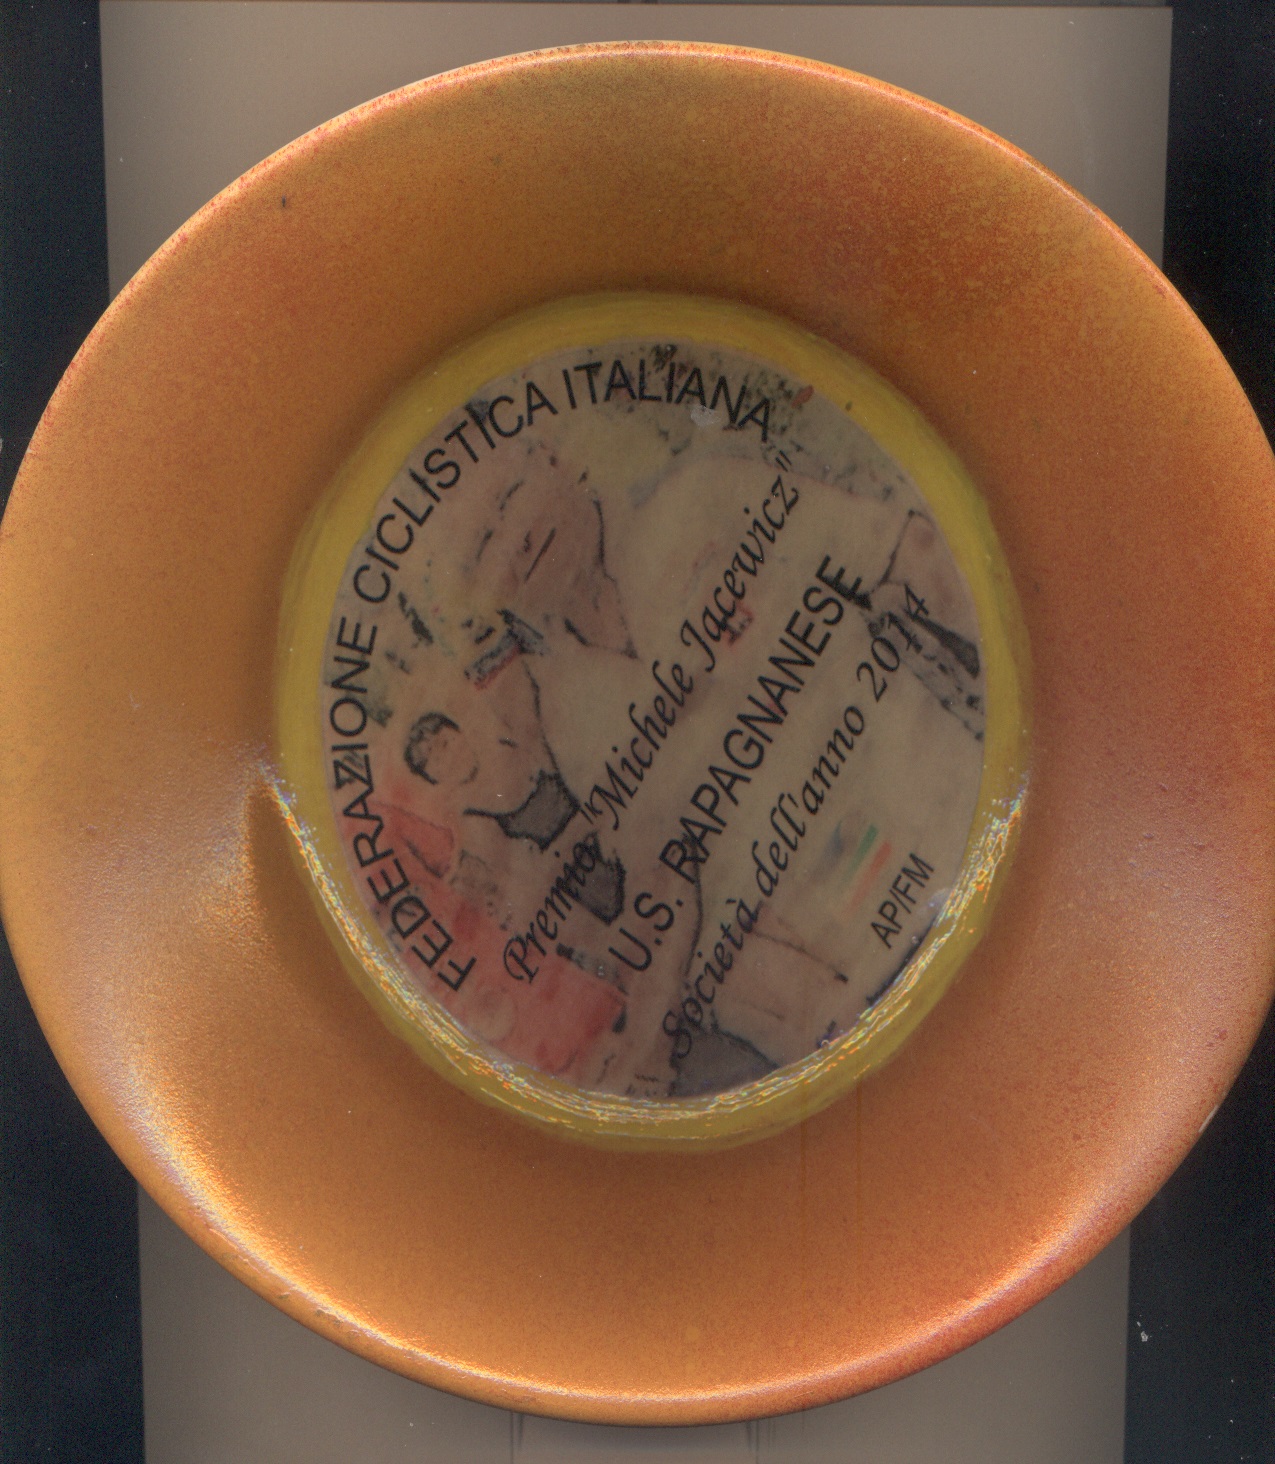 FEDERAZIONE CICLISTICA ITALIANA
Premio "Michele Jacewicz"
U.S. RAPAGNANESE
Società dell'anno 2014
AP/FM